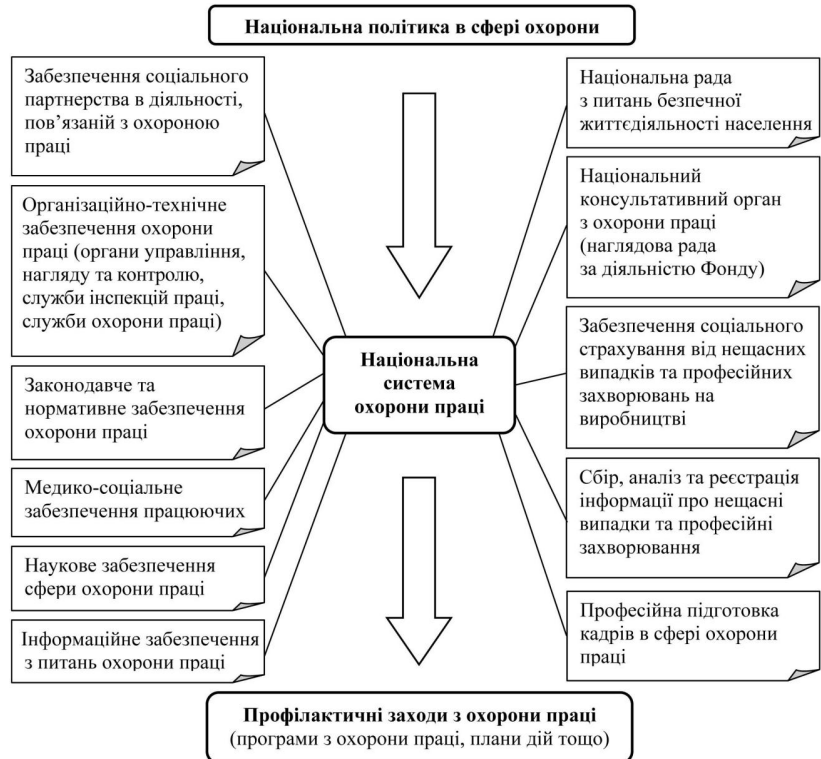 Національна політика в сфері охорони
Забезпечення соціального
партнерства в діяльності,
пов’язаній з охороною
праці
Організаційно-технічне
забезпечення охорони
праці (органи управління,
нагляду та контролю,
служби інспекцій праці,
служби охорони праці)
Законодавче та
нормативне забезпечення
охорони праці
Медико-соціальне
забезпечення працюючих
Наукове забезпечення
сфери охорони праці
Інформаційне забезпечення
з питань охорони праці
Національна
система
охорони праці
Національна рада
з питань безпечної
життєдіяльності населення
Національний
консультативний орган
з охорони праці
(наглядова рада
за діяльністю Фонду)
Забезпечення соціального
страхування від нещасних
випадків та професійних
захворювань на
виробництві
Сбір, аналіз та реєстрація
інформації про нещасні
випадки та професійні
захворювання
Професійна підготовка
кадрів в сфері охорони
праці
Профілактичні заходи з охорони праці
(програми з охорони праці, плани дій тощо)